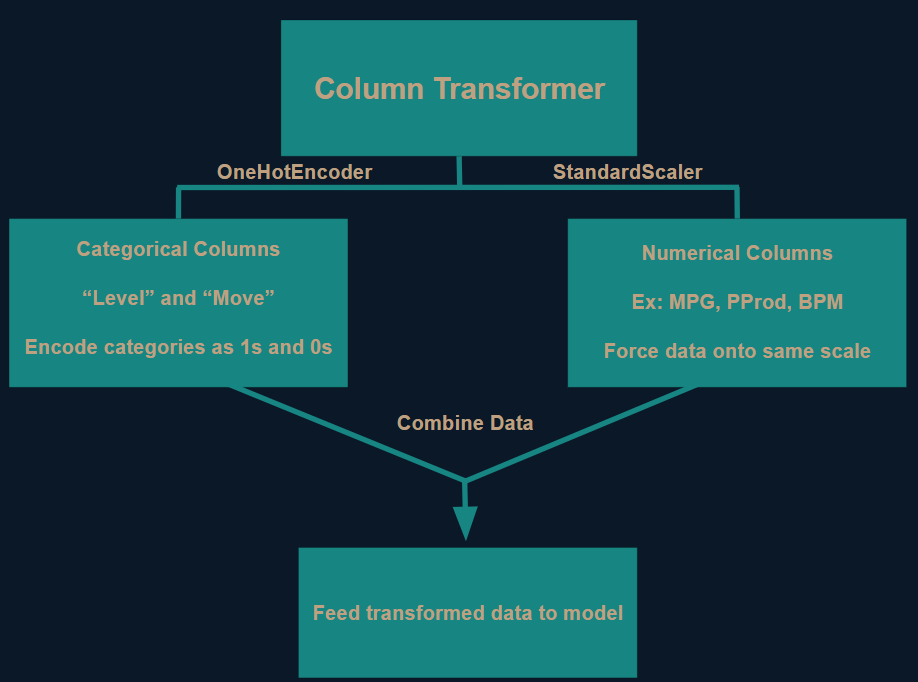 Column Transformer
OneHotEncoder
StandardScaler
Categorical Columns
“Level” and “Move”
Encode categories as 1s and 0s
Numerical Columns
Ex: MPG, PProd, BPM
Force data onto same scale
Combine Data
Feed transformed data to model